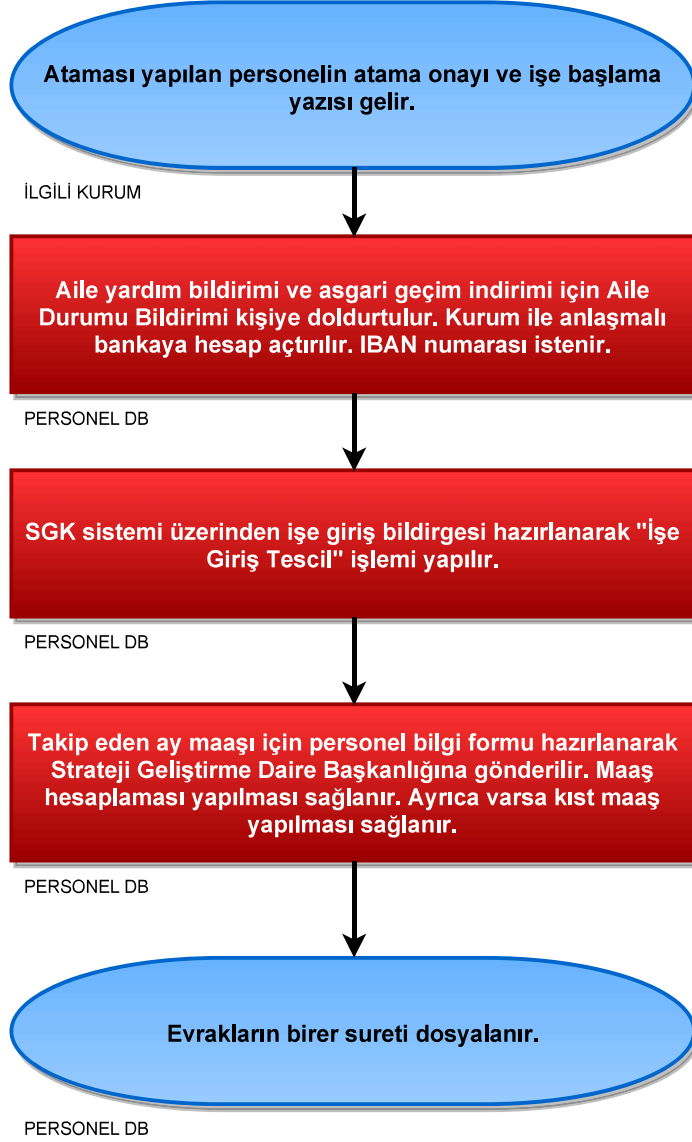 Ataması yapılan personelin atama onayı ve işe başlama
yazısı gelir.
İLGİLİ KURUM
Aile yardım bildirimi ve asgari geçim indirimi için Aile
Durumu Bildirimi kişiye doldurtulur. Kurum ile anlaşmalı
bankaya hesap açtırılır. IBAN numarası istenir.
PERSONEL DB
SGK sistemi üzerinden işe giriş bildirgesi hazırlanarak "İşe
Giriş Tescil" işlemi yapılır.
PERSONEL DB
Takip eden ay maaşı için personel bilgi formu hazırlanarak
Strateji Geliştirme Daire Başkanlığına gönderilir. Maaş
hesaplaması yapılması sağlanır. Ayrıca varsa kıst maaş
yapılması sağlanır.
PERSONEL DB
Evrakların birer sureti dosyalanır.
PERSONEL DB